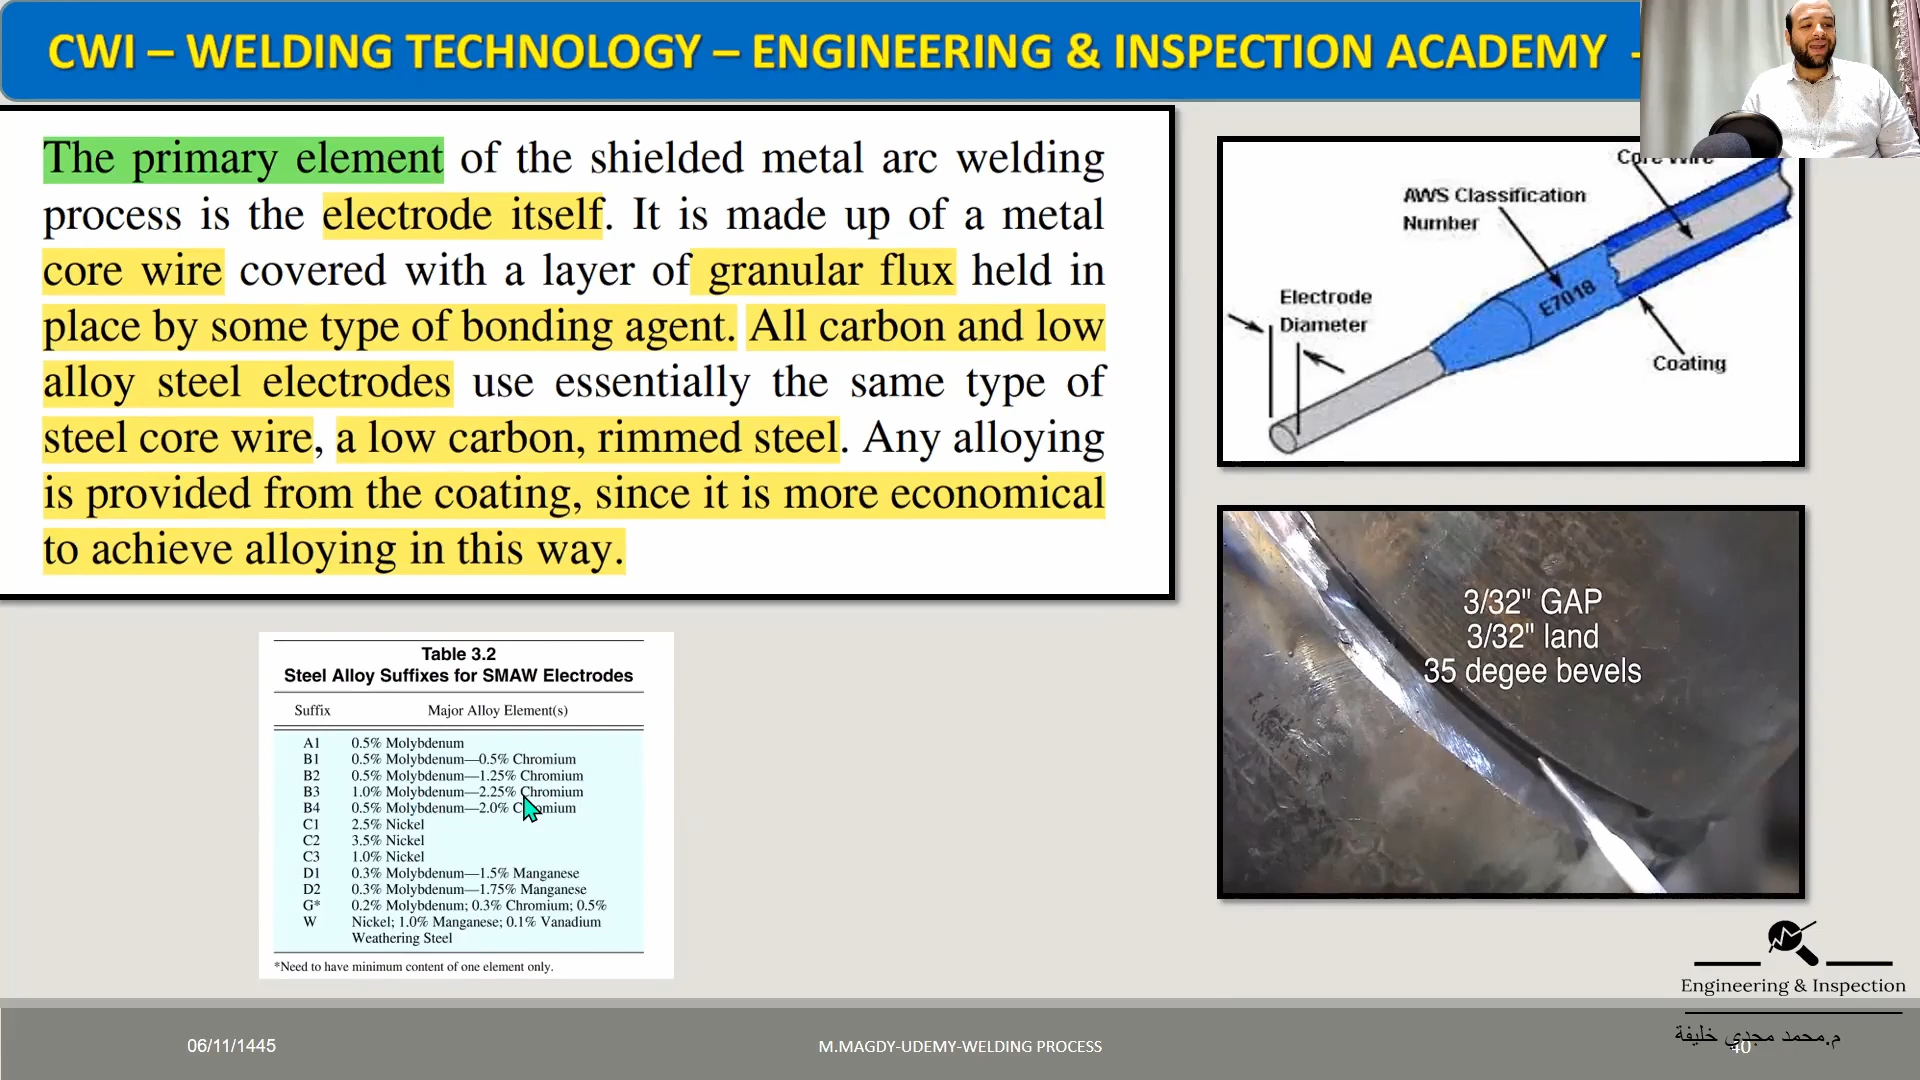 CWI – WELDING TECHNOLOGY – ENGINEERING & INSPECTION ACADEMY -
The primary element of the shielded metal arc welding
process is the electrode itself. It is made up of a metal
core wire covered with a layer of granular flux held in
place by some type of bonding agent. All carbon and low
alloy steel electrodes use essentially the same type of
steel core wire, a low carbon, rimmed steel. Any alloying
is provided from the coating, since it is more economical
to achieve alloying in this way.
Core Wire
AWS Classification
Number
E7018
Electrode
Diameter
Coating
3/32" GAP
3/32" land
35 degee bevels
Table 3.2
Steel Alloy Suffixes for SMAW Electrodes
Suffix Major Alloy Element(s)
A1 0.5% Molybdenum
B1 0.5% Molybdenum—0.5% Chromium
B2 0.5% Molybdenum—1.25% Chromium
B3 1.0% Molybdenum—2.25% Chromium
B4 0.5% Molybdenum—2.0% Chromium
C1 2.5% Nickel
C2 3.5% Nickel
C3 1.0% Nickel
D1 0.3% Molybdenum—1.5% Manganese
D2 0.3% Molybdenum—1.75% Manganese
G* 0.2% Molybdenum; 0.3% Chromium; 0.5%
W Nickel; 1.0% Manganese; 0.1% Vanadium
Weathering Steel
*Need to have minimum content of one element only.
Engineering & Inspection
م.محمد مجدي خليفة
06/11/1445
M.MAGDY-UDEMY-WELDING PROCESS
40